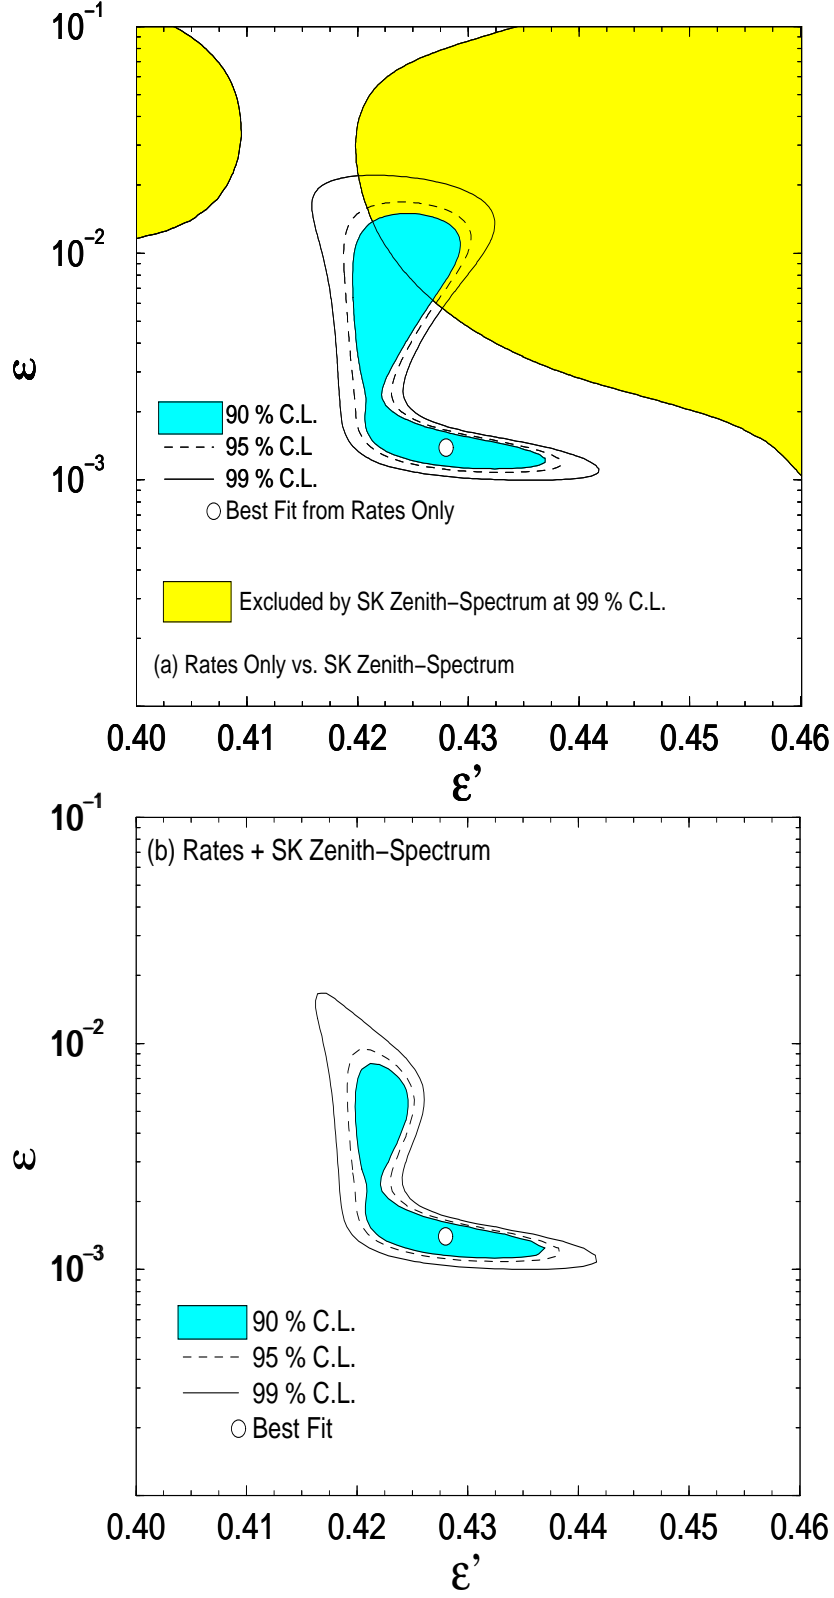 10⁻¹
10⁻²
ε
90 % C.L.
95 % C.L
10⁻³
99 % C.L.
Best Fit from Rates Only
Excluded by SK Zenith−Spectrum at 99 % C.L.
(a) Rates Only vs. SK Zenith−Spectrum
0.40 0.41 0.42 0.43 0.44 0.45 0.46
ε’
10⁻¹
(b) Rates + SK Zenith−Spectrum
10⁻²
ε
10⁻³
90 % C.L.
95 % C.L.
99 % C.L.
Best Fit
0.40 0.41 0.42 0.43 0.44 0.45 0.46
ε’